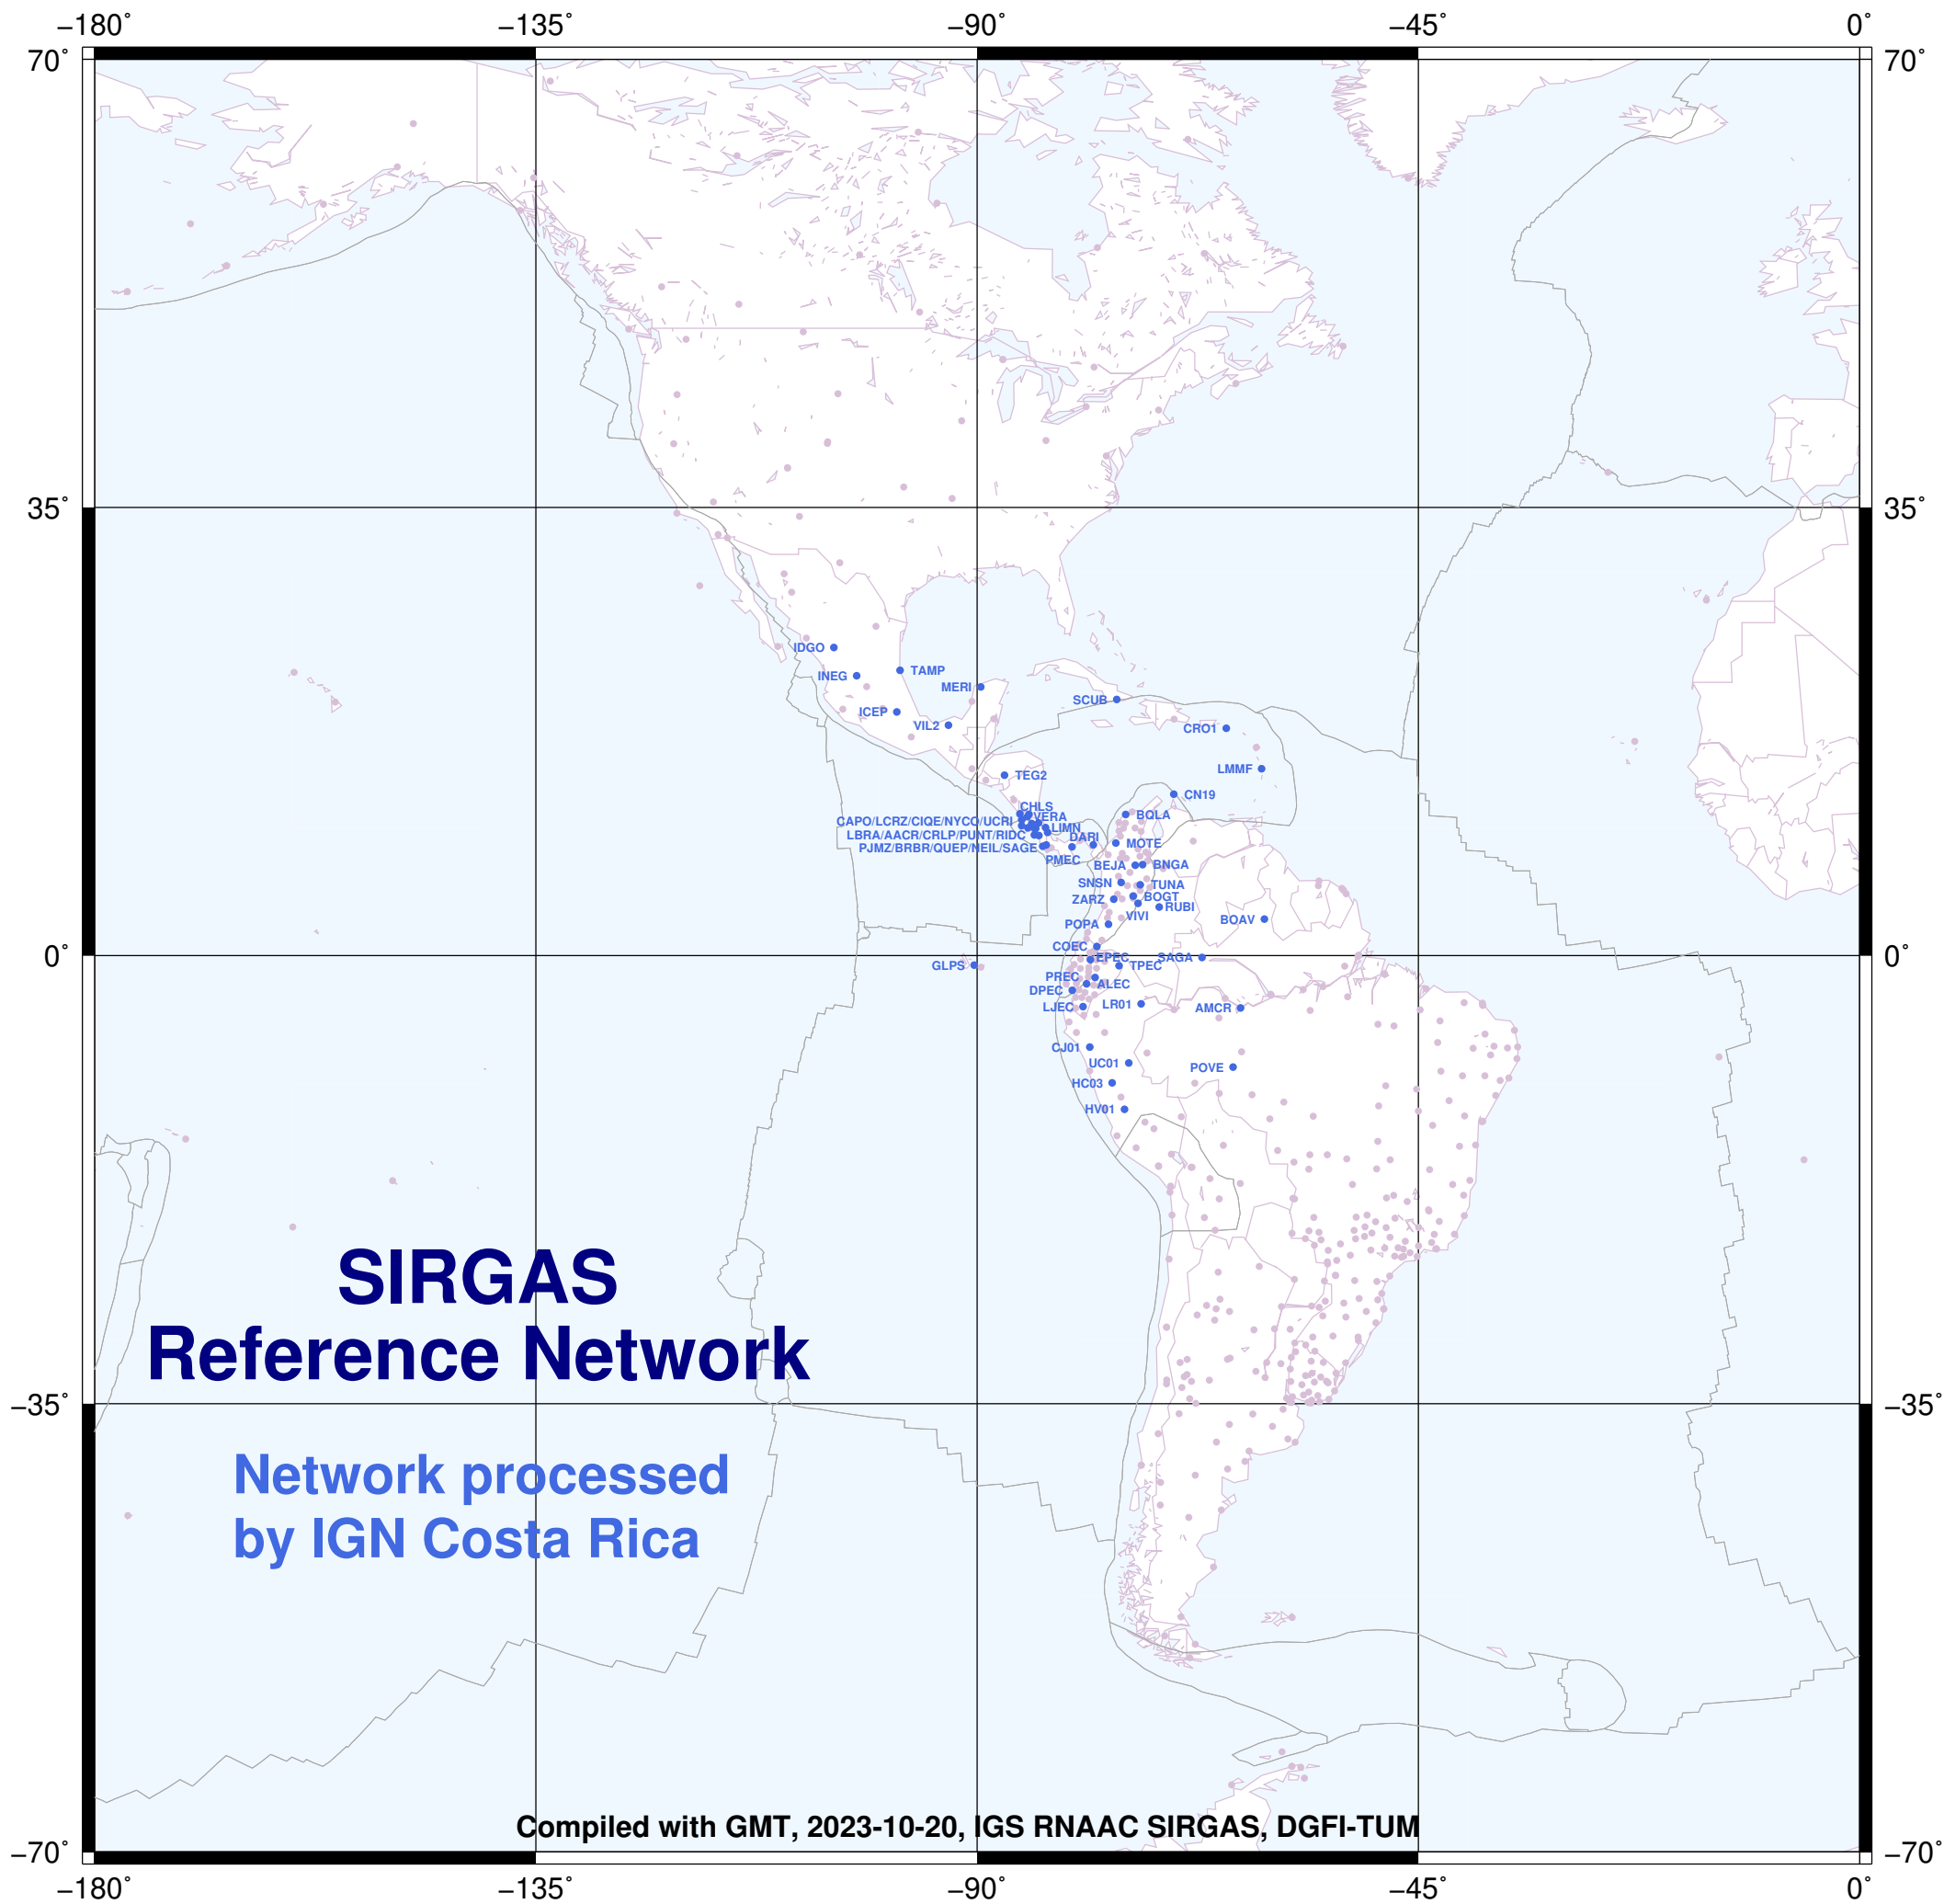 −180˚ −135˚ −90˚ −45˚ 0˚
70˚ 70˚
35˚ 35˚
IDGO
TAMP
INEG
MERI
SCUB
ICEP
VIL2
CRO1
LMMF
TEG2
CN19
CHLS
BQLA
VERA
CAPO/LCRZ/CIQE/NYCO/UCRI
LIMN
LBRA/AACR/CRLP/PUNT/RIDC
DARI
MOTE
PJMZ/BRBR/QUEP/NEIL/SAGE
PMEC
BEJA BNGA
SNSN TUNA
ZARZ BOGT
RUBI
VIVI
BOAV
POPA
COEC
0˚ 0˚
EPEC SAGA
GLPS TPEC
PREC
ALEC
DPEC
LJEC LR01 AMCR
CJ01
UC01 POVE
HC03
HV01
SIRGAS
Reference Network
−35˚ −35˚
Network processed
by IGN Costa Rica
Compiled with GMT, 2023-10-20, IGS RNAAC SIRGAS, DGFI-TUM
−70˚ −70˚
−180˚ −135˚ −90˚ −45˚ 0˚